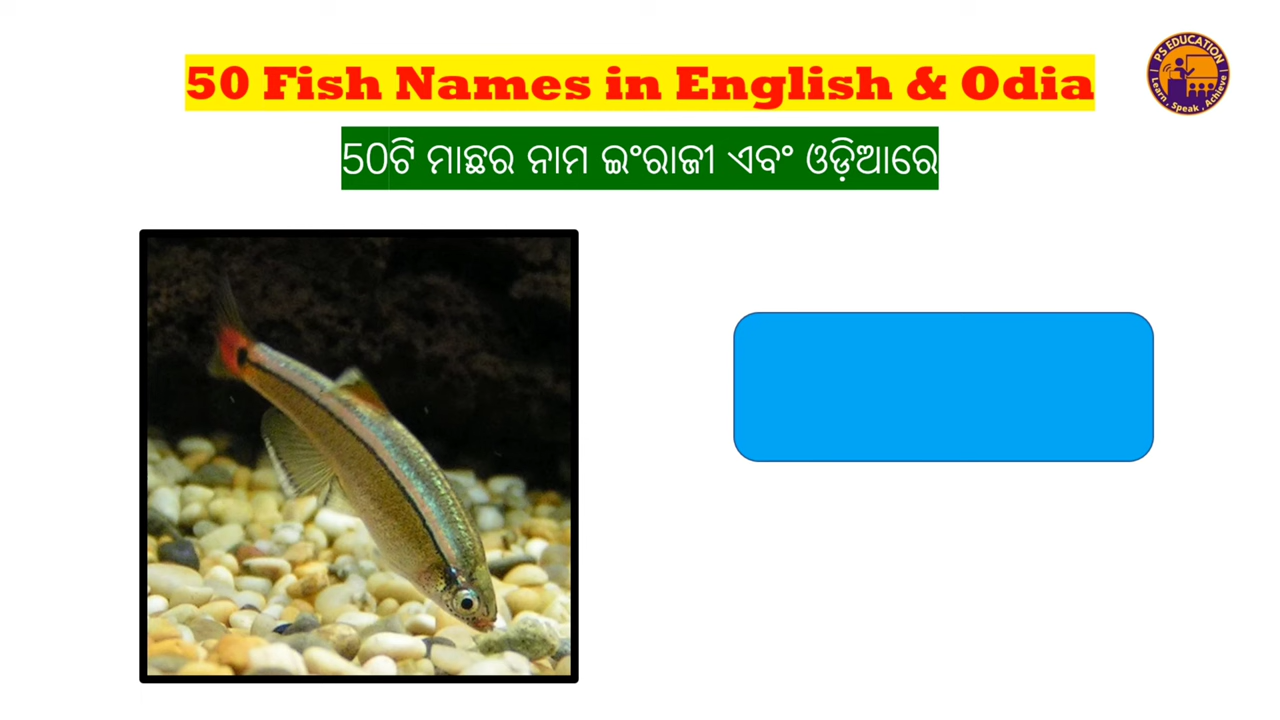 50 Fish Names in English & Odia
50ଟି ମାଛର ନାମ ଇଂରାଜୀ ଏବଂ ଓଡ଼ିଆରେ
PS EDUCATION
Learn , Speak , Achieve